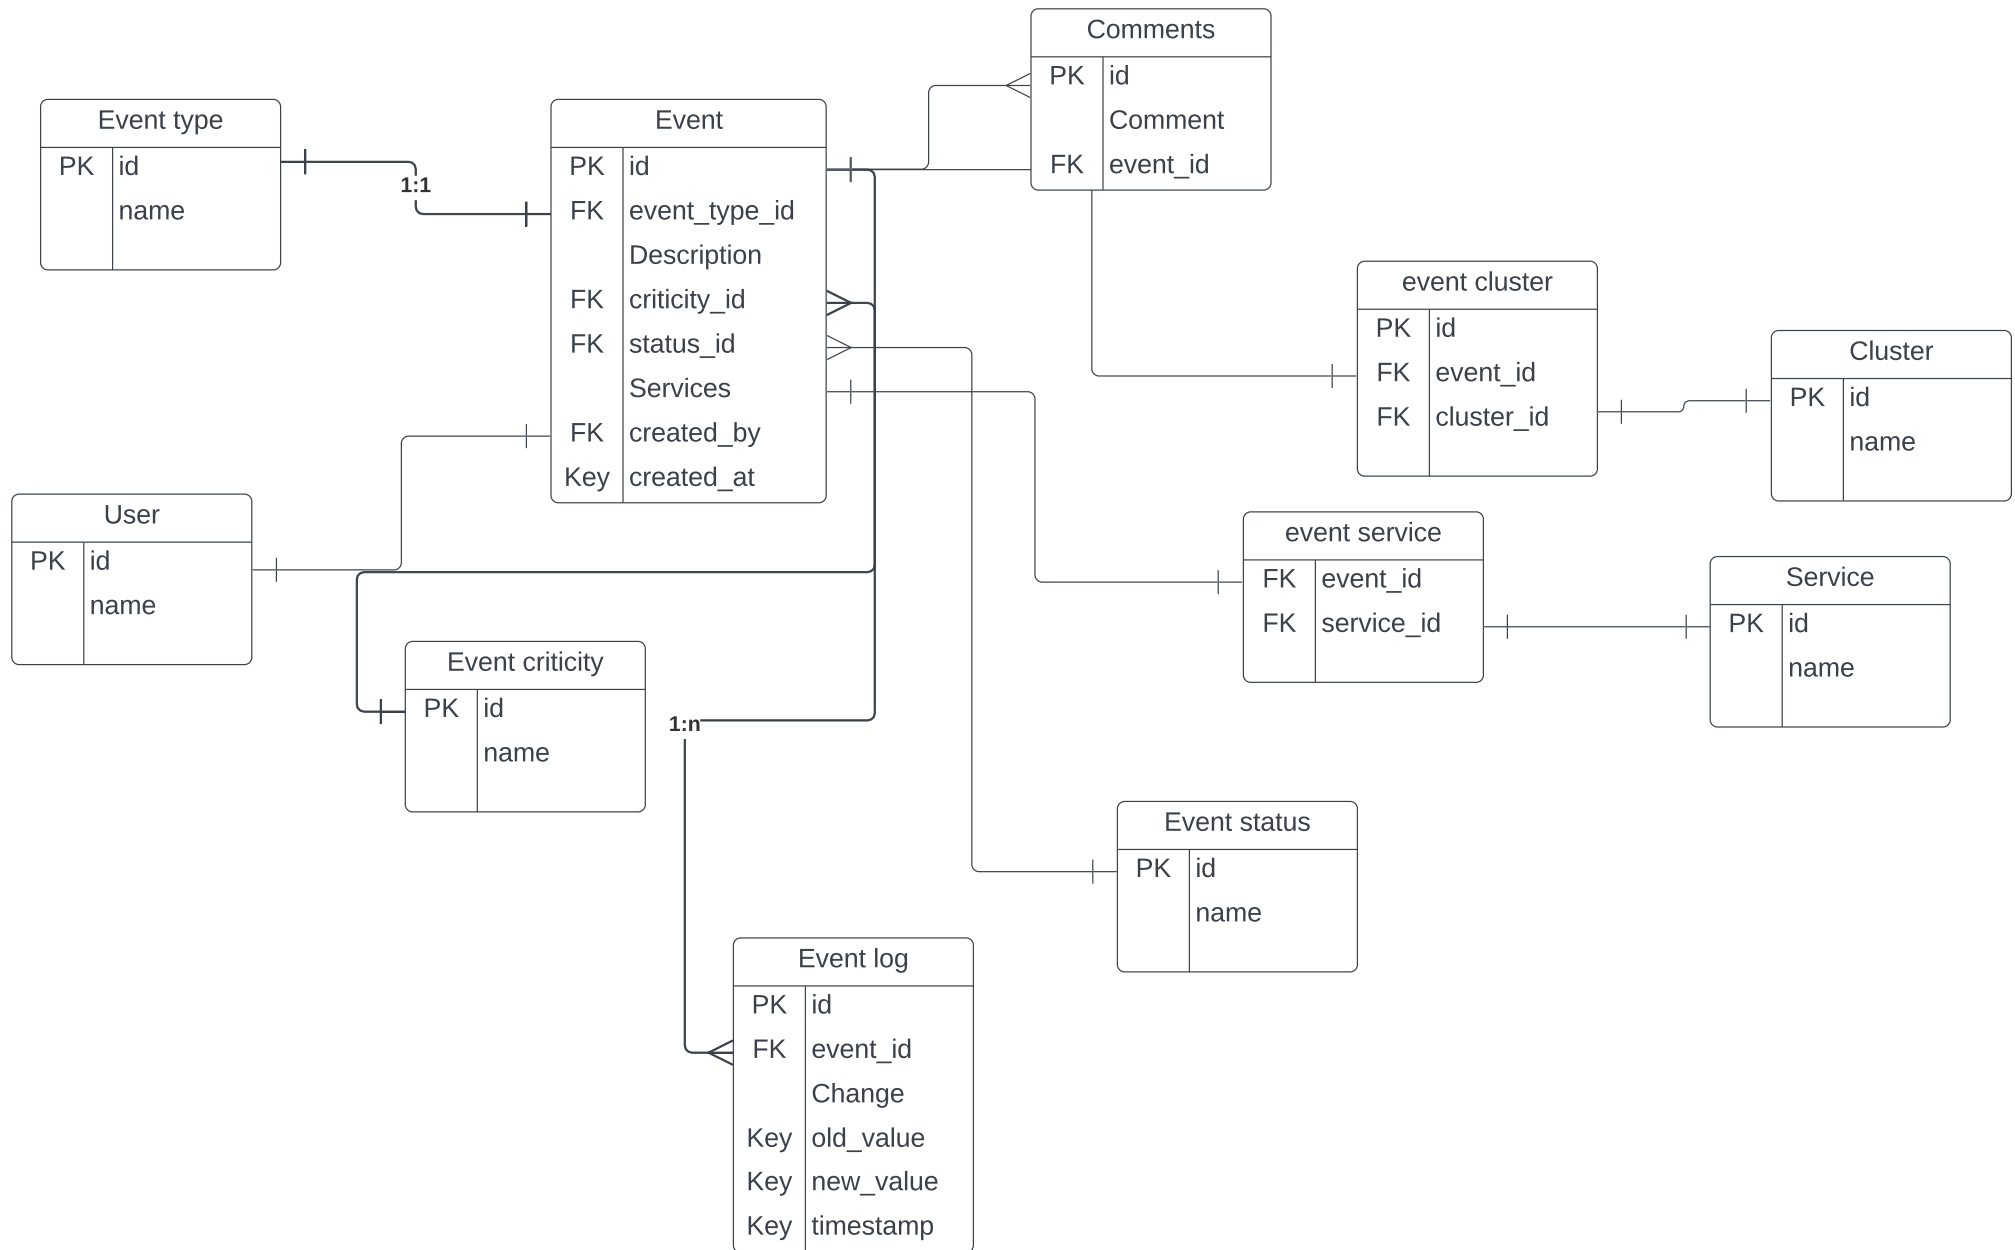 Comments
PK id
Comment
FK event_id
Event type
PK id
name
1:1
Event
PK id
FK event_type_id
Description
FK criticity_id
FK status_id
Services
FK created_by
Key created_at
event cluster
PK id
FK event_id
FK cluster_id
Cluster
PK id
name
User
PK id
name
event service
FK event_id
FK service_id
Service
PK id
name
Event criticity
PK id
name
1:n
Event status
PK id
name
Event log
PK id
FK event_id
Change
Key old_value
Key new_value
Key timestamp